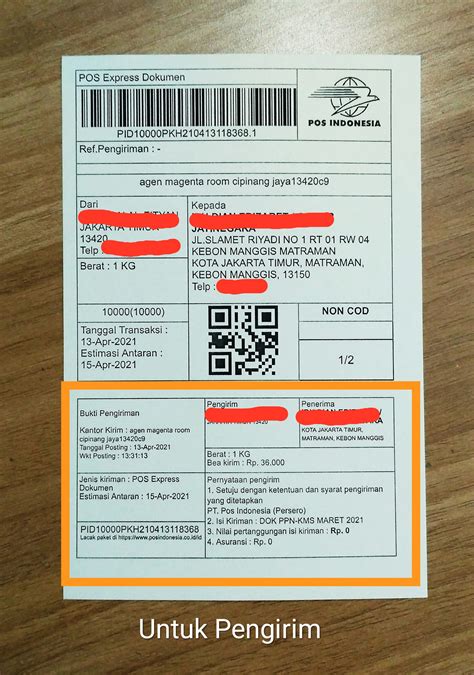 POS Express Dokumen
PID10000PKH210413118368.1
POS INDONESIA
Ref.Pengiriman : -
agen magenta room cipinang jaya13420c9
Dari
JAKARTA TIMUR
13420
Telp
Berat : 1 KG
Kepada
JATINEGARA
JL.SLAMET RIYADI NO 1 RT 01 RW 04
KEBON MANGGIS MATRAMAN
KOTA JAKARTA TIMUR, MATRAMAN,
KEBON MANGGIS, 13150
Telp :
10000(10000)
Tanggal Transaksi :
13-Apr-2021
Estimasi Antaran :
15-Apr-2021
NON COD
1/2
Bukti Pengiriman
Kantor Kirim : agen magenta room
cipinang jaya13420c9
Tanggal Posting : 13-Apr-2021
Wkt Posting : 13:31:13
Pengirim
13420
Penerima
KOTA JAKARTA TIMUR,
MATRAMAN, KEBON MANGGIS
Berat : 1 KG
Bea kirim : Rp. 36.000
Jenis kiriman : POS Express
Dokumen
Estimasi Antaran : 15-Apr-2021
PID10000PKH210413118368
Lacak paket di https://www.posindonesia.co.id/id
Pernyataan pengirim
1. Setuju dengan ketentuan dan syarat pengiriman
yang ditetapkan
PT. Pos Indonesia (Persero)
2. Isi Kiriman : DOK PPN-KMS MARET 2021
3. Nilai pertanggungan isi kiriman : Rp. 0
4. Asuransi : Rp. 0
Untuk Pengirim